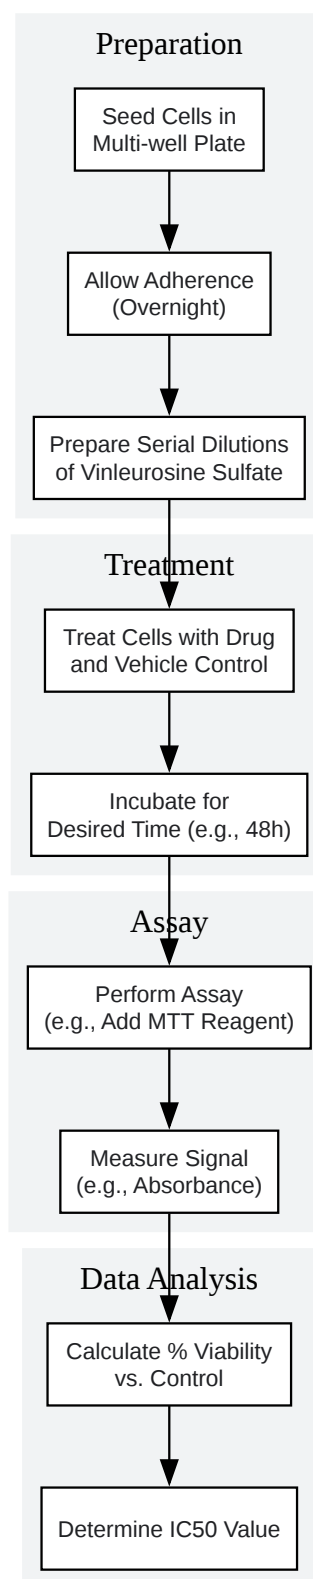 Preparation
Seed Cells in
Multi-well Plate
Allow Adherence
(Overnight)
Prepare Serial Dilutions
of Vinleurosine Sulfate
Treatment
Treat Cells with Drug
and Vehicle Control
Incubate for
Desired Time (e.g., 48h)
Assay
Perform Assay
(e.g., Add MTT Reagent)
Measure Signal
(e.g., Absorbance)
Data Analysis
Calculate % Viability
vs. Control
Determine IC50 Value